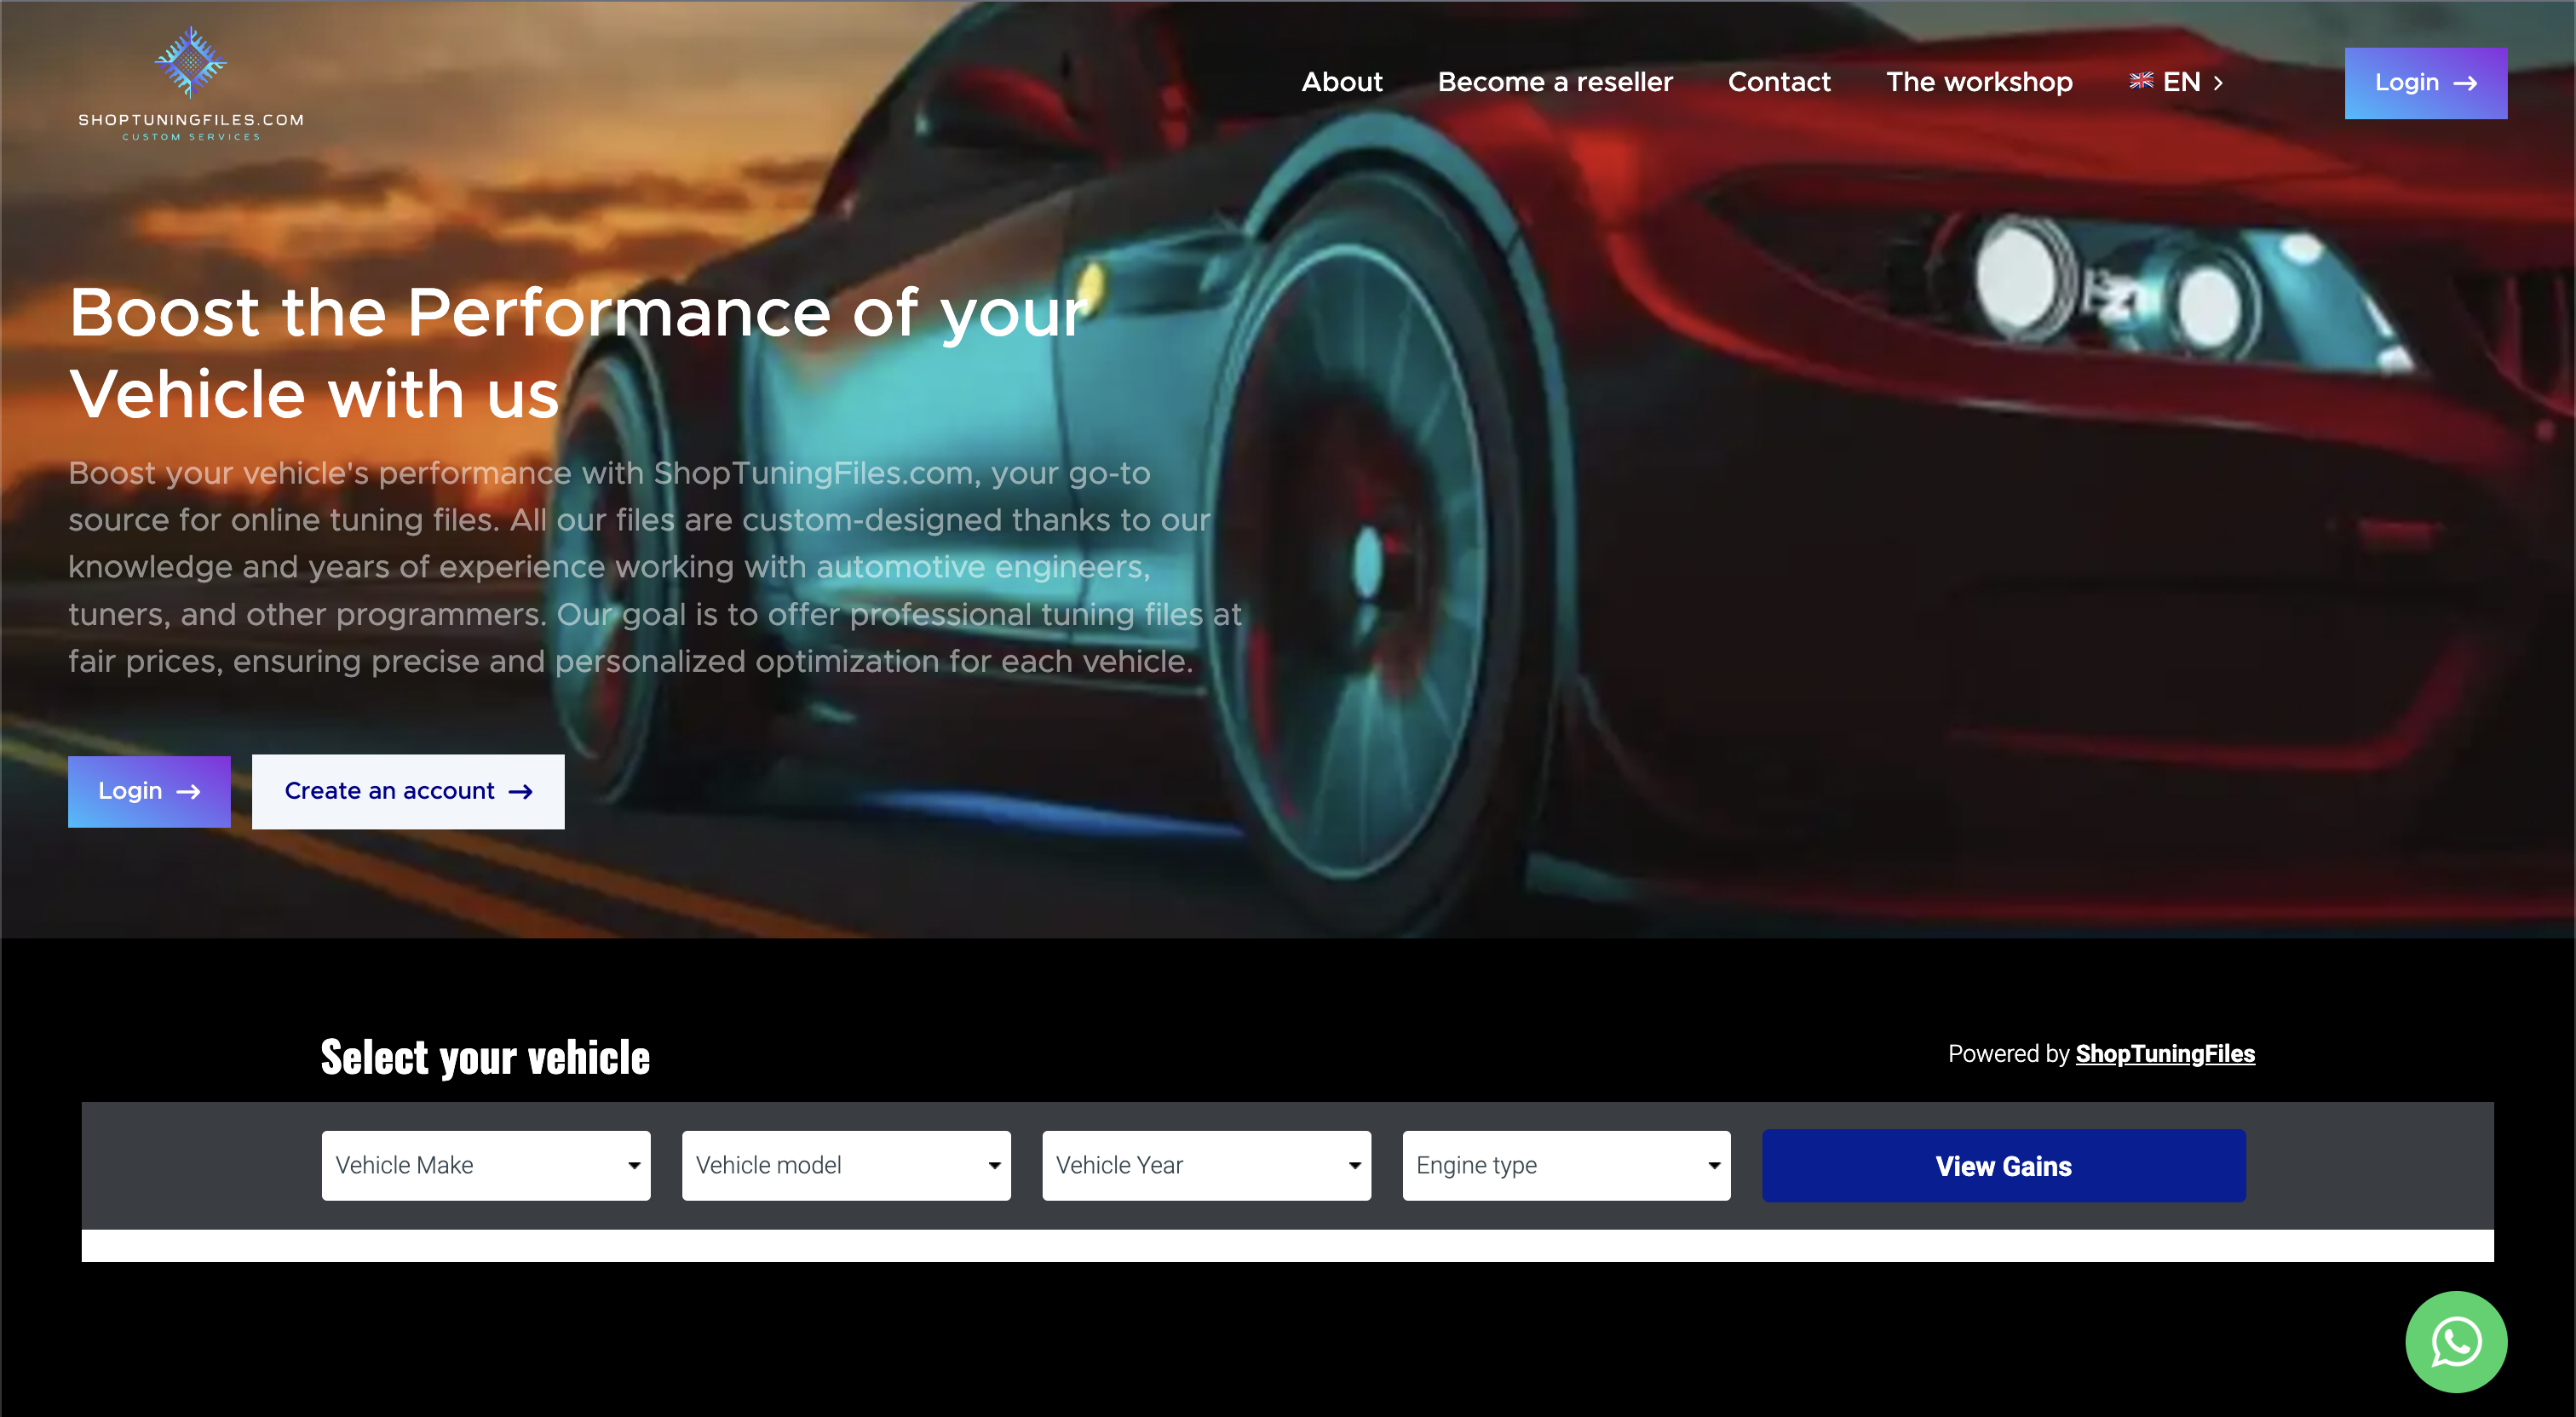 SHOPTUNINGFILES.COM
CUSTOM SERVICES
About
Become a reseller
Contact
The workshop
EN
Login
Boost the Performance of your
Vehicle with us
Boost your vehicle's performance with ShopTuningFiles.com, your go-to
source for online tuning files. All our files are custom-designed thanks to our
knowledge and years of experience working with automotive engineers,
tuners, and other programmers. Our goal is to offer professional tuning files at
fair prices, ensuring precise and personalized optimization for each vehicle.
Login
Create an account
Select your vehicle
Powered by ShopTuningFiles
Vehicle Make
Vehicle model
Vehicle Year
Engine type
View Gains